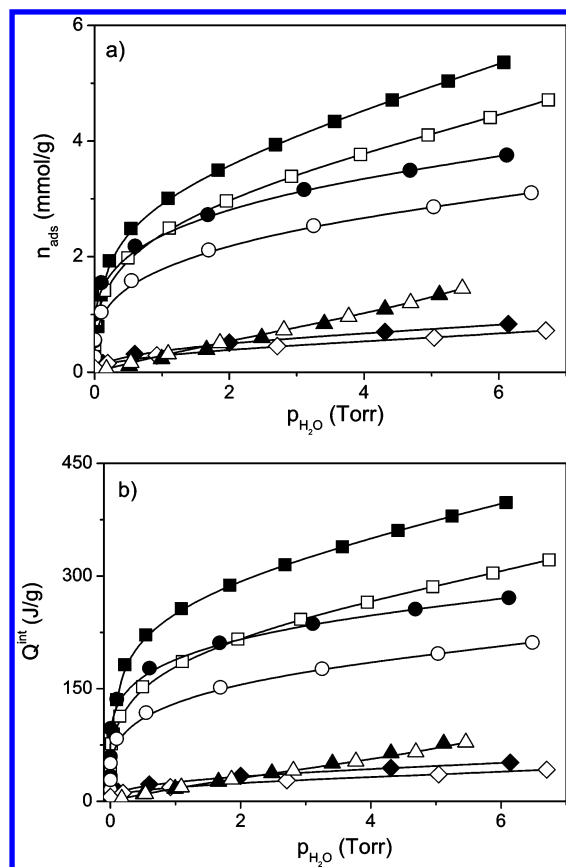 a)
6
4
2
0
n_ads (mmol/g)
0 2 4 6
p_H₂O (Torr)
b)
450
300
150
0
Q^int (J/g)
0 2 4 6
p_H₂O (Torr)